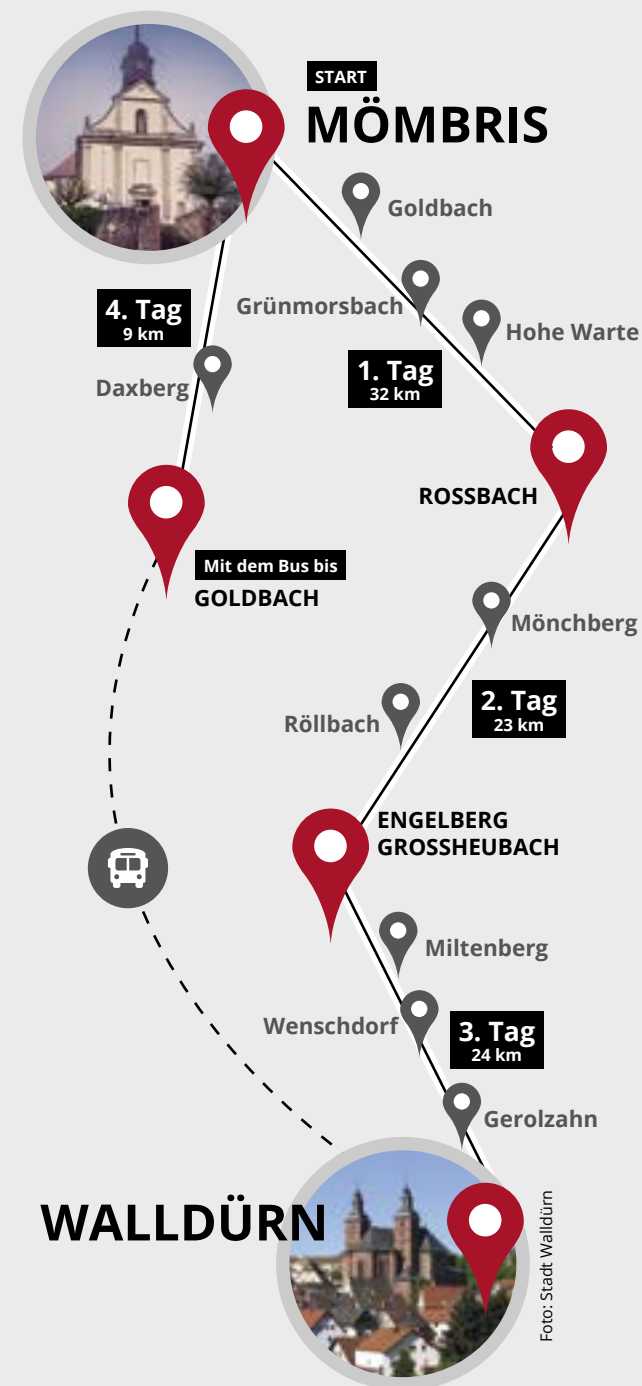 START
MÖMBRIS
Goldbach
Grünmorsbach
Hohe Warte
1. Tag
32 km
4. Tag
9 km
Daxberg
ROSSBACH
Mit dem Bus bis
GOLDBACH
Mönchberg
2. Tag
23 km
Röllbach
ENGELBERG
GROSSHEUBACH
Miltenberg
Wenschdorf
3. Tag
24 km
Gerolzahn
WALLDÜRN
Foto: Stadt Walldürn